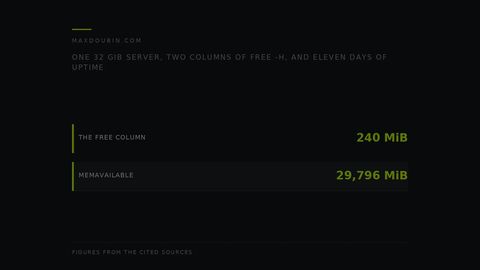 MAXDOURIN.COM
ONE 32 GIB SERVER, TWO COLUMNS OF FREE -H, AND ELEVEN DAYS OF
UPTIME
THE FREE COLUMN 240 MiB
MEMAVAILABLE 29,796 MiB
FIGURES FROM THE CITED SOURCES